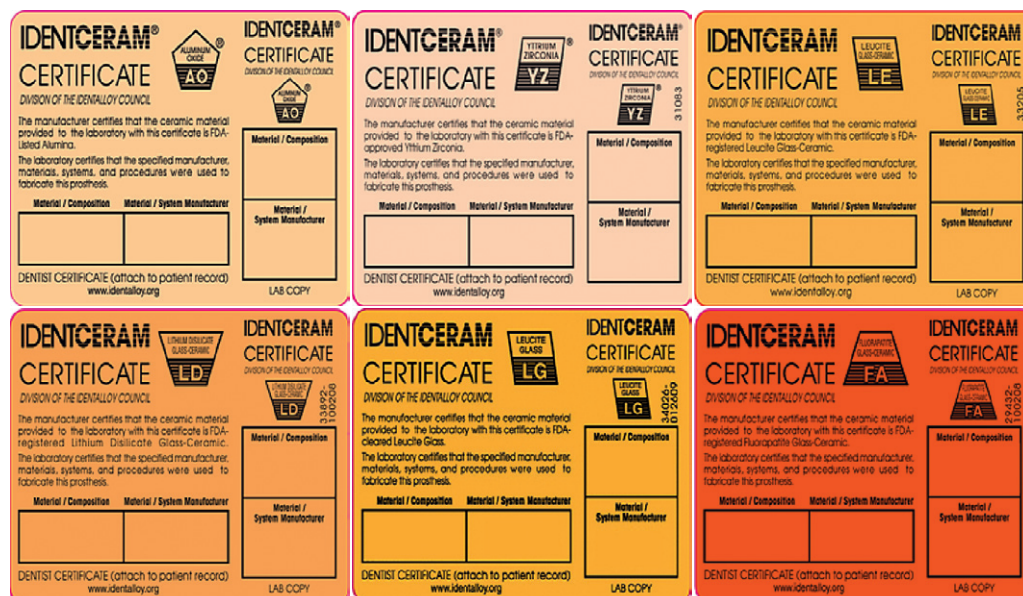 IDENTCERAM®
ALUMINUM
OXIDE
AO
®
CERTIFICATE
DIVISION OF THE IDENTALLOY COUNCIL
The manufacturer certifies that the ceramic material
provided to the laboratory with this certificate is FDA-
Listed Alumina.
The laboratory certifies that the specified manufacturer,
materials, systems, and procedures were used to
fabricate this prosthesis.
Material / Composition
Material / System Manufacturer
DENTIST CERTIFICATE (attach to patient record)
www.identalloy.org
IDENTCERAM®
CERTIFICATE
DIVISION OF THE IDENTALLOY COUNCIL
ALUMINUM
OXIDE
AO
®
Material / Composition
Material /
System Manufacturer
LAB COPY
IDENTCERAM®
YTTRIUM
ZIRCONIA
YZ
®
CERTIFICATE
DIVISION OF THE IDENTALLOY COUNCIL
The manufacturer certifies that the ceramic material
provided to the laboratory with this certificate is FDA-
approved Yttrium Zirconia.
The laboratory certifies that the specified manufacturer,
materials, systems, and procedures were used to
fabricate this prosthesis.
Material / Composition
Material / System Manufacturer
DENTIST CERTIFICATE (attach to patient record)
www.identalloy.org
IDENTCERAM®
CERTIFICATE
DIVISION OF THE IDENTALLOY COUNCIL
YTTRIUM
ZIRCONIA
YZ
®
31083
Material / Composition
Material /
System Manufacturer
LAB COPY
IDENTCERAM
LEUCITE
GLASS-CERAMIC
LE
CERTIFICATE
DIVISION OF THE IDENTALLOY COUNCIL
The manufacturer certifies that the ceramic material
provided to the laboratory with this certificate is FDA-
registered Leucite Glass-Ceramic.
The laboratory certifies that the specified manufacturer,
materials, systems, and procedures were used to
fabricate this prosthesis.
Material / Composition
Material / System Manufacturer
DENTIST CERTIFICATE (attach to patient record)
www.identalloy.org
IDENTCERAM
CERTIFICATE
DIVISION OF THE IDENTALLOY COUNCIL
LEUCITE
GLASS-CERAMIC
LE
33205
Material / Composition
Material /
System Manufacturer
LAB COPY
IDENTCERAM
LITHIUM DISILICATE
GLASS-CERAMIC
LD
CERTIFICATE
DIVISION OF THE IDENTALLOY COUNCIL
The manufacturer certifies that the ceramic material
provided to the laboratory with this certificate is FDA-
registered Lithium Disilicate Glass-Ceramic.
The laboratory certifies that the specified manufacturer,
materials, systems, and procedures were used to
fabricate this prosthesis.
Material / Composition
Material / System Manufacturer
DENTIST CERTIFICATE (attach to patient record)
www.identalloy.org
IDENTCERAM
CERTIFICATE
DIVISION OF THE IDENTALLOY COUNCIL
LITHIUM DISILICATE
GLASS-CERAMIC
LD
33892-
100208
Material / Composition
Material /
System Manufacturer
LAB COPY
IDENTCERAM
LEUCITE
GLASS
LG
CERTIFICATE
DIVISION OF THE IDENTALLOY COUNCIL
The manufacturer certifies that the ceramic material
provided to the laboratory with this certificate is FDA-
cleared Leucite Glass.
The laboratory certifies that the specified manufacturer,
materials, systems, and procedures were used to
fabricate this prosthesis.
Material / Composition
Material / System Manufacturer
DENTIST CERTIFICATE (attach to patient record)
www.identalloy.org
IDENTCERAM
CERTIFICATE
DIVISION OF THE IDENTALLOY COUNCIL
LEUCITE
GLASS
LG
34026-
012609
Material / Composition
Material /
System Manufacturer
LAB COPY
IDENTCERAM
FLUORAPATITE
GLASS-CERAMIC
FA
CERTIFICATE
DIVISION OF THE IDENTALLOY COUNCIL
The manufacturer certifies that the ceramic material
provided to the laboratory with this certificate is FDA-
registered Fluorapatite Glass-Ceramic.
The laboratory certifies that the specified manufacturer,
materials, systems, and procedures were used to
fabricate this prosthesis.
Material / Composition
Material / System Manufacturer
DENTIST CERTIFICATE (attach to patient record)
www.identalloy.org
IDENTCERAM
CERTIFICATE
DIVISION OF THE IDENTALLOY COUNCIL
FLUORAPATITE
GLASS-CERAMIC
FA
29432-
100208
Material / Composition
Material /
System Manufacturer
LAB COPY